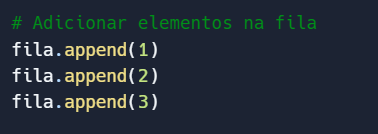 # Adicionar elementos na fila
fila.append(1)
fila.append(2)
fila.append(3)